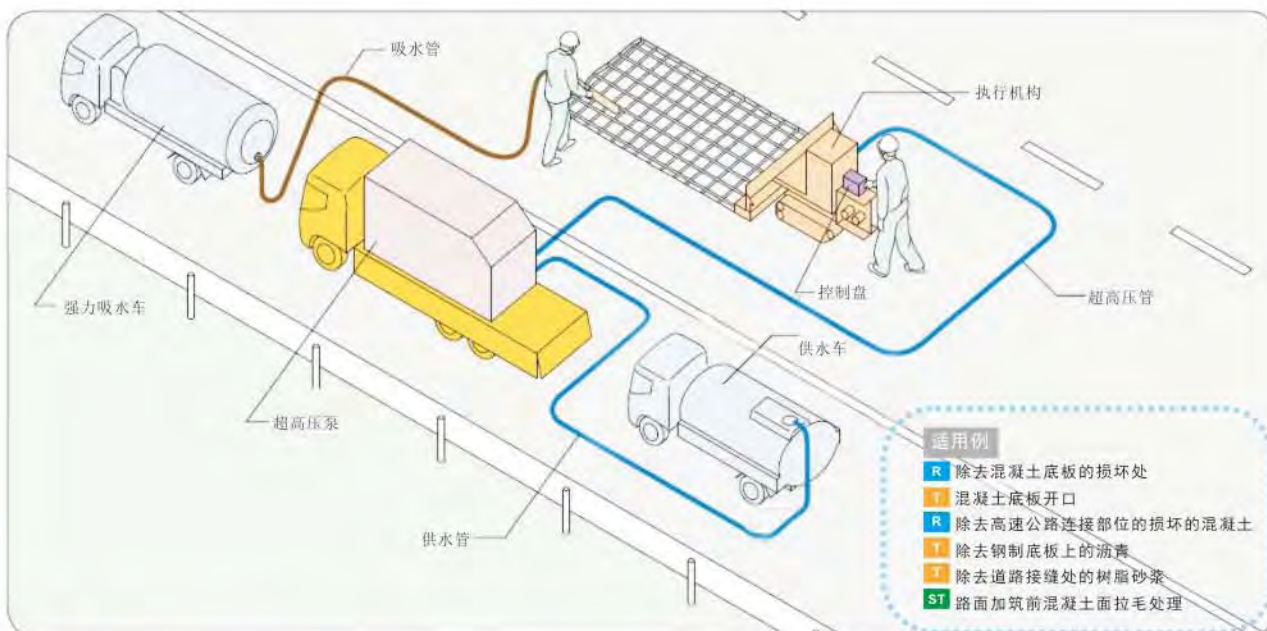 吸水管
执行机构
强力吸水车
控制盘
超高压管
供水车
超高压泵
供水管
适用例
R 除去混凝土底板的损坏处
T 混凝土底板开口
R 除去高速公路连接部位的损坏的混凝土
T 除去钢制底板上的沥青
T 除去道路接缝处的树脂砂浆
ST 路面加筑前混凝土面拉毛处理